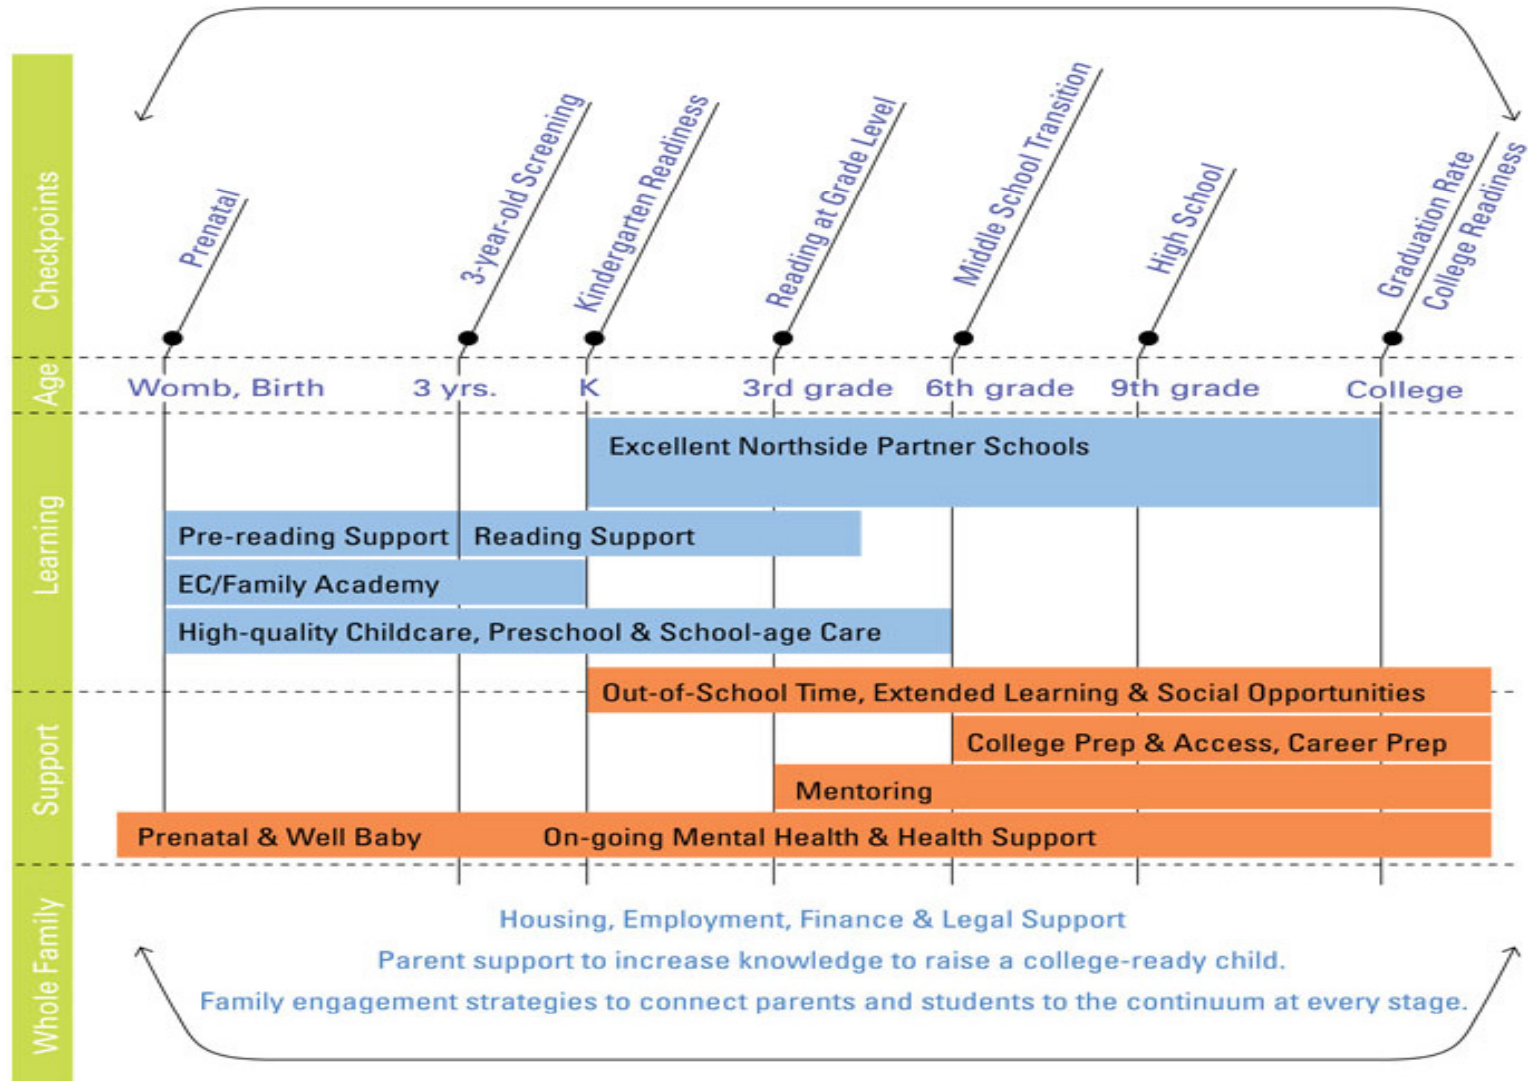 Checkpoints
Prenatal
3-year-old Screening
Kindergarten Readiness
Reading at Grade Level
Middle School Transition
High School
Graduation Rate
College Readiness
Age
Womb, Birth
3 yrs.
K
3rd grade
6th grade
9th grade
College
Learning
Excellent Northside Partner Schools
Pre-reading Support
Reading Support
EC/Family Academy
High-quality Childcare, Preschool & School-age Care
Support
Out-of-School Time, Extended Learning & Social Opportunities
College Prep & Access, Career Prep
Mentoring
Prenatal & Well Baby
On-going Mental Health & Health Support
Whole Family
Housing, Employment, Finance & Legal Support
Parent support to increase knowledge to raise a college-ready child.
Family engagement strategies to connect parents and students to the continuum at every stage.